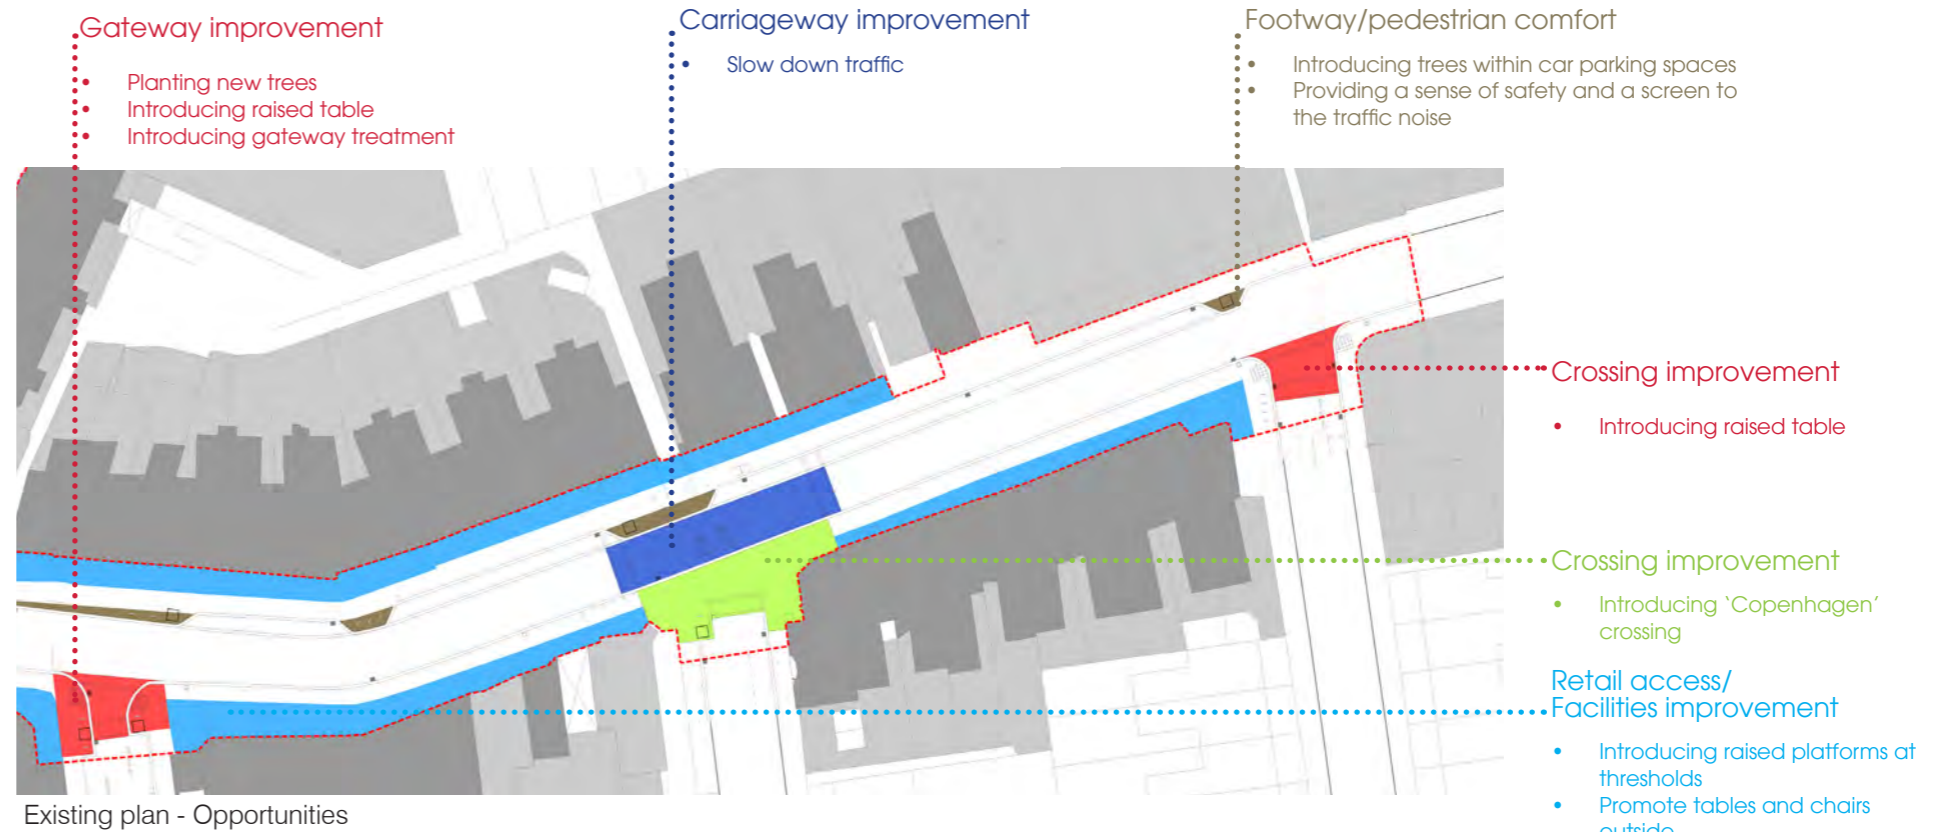 Gateway improvement
• Planting new trees
• Introducing raised table
• Introducing gateway treatment
Carriageway improvement
• Slow down traffic
Footway/pedestrian comfort
• Introducing trees within car parking spaces
• Providing a sense of safety and a screen to
the traffic noise
Crossing improvement
• Introducing raised table
Crossing improvement
• Introducing ‘Copenhagen’
crossing
Retail access/
Facilities improvement
• Introducing raised platforms at
thresholds
• Promote tables and chairs
outside
Existing plan - Opportunities